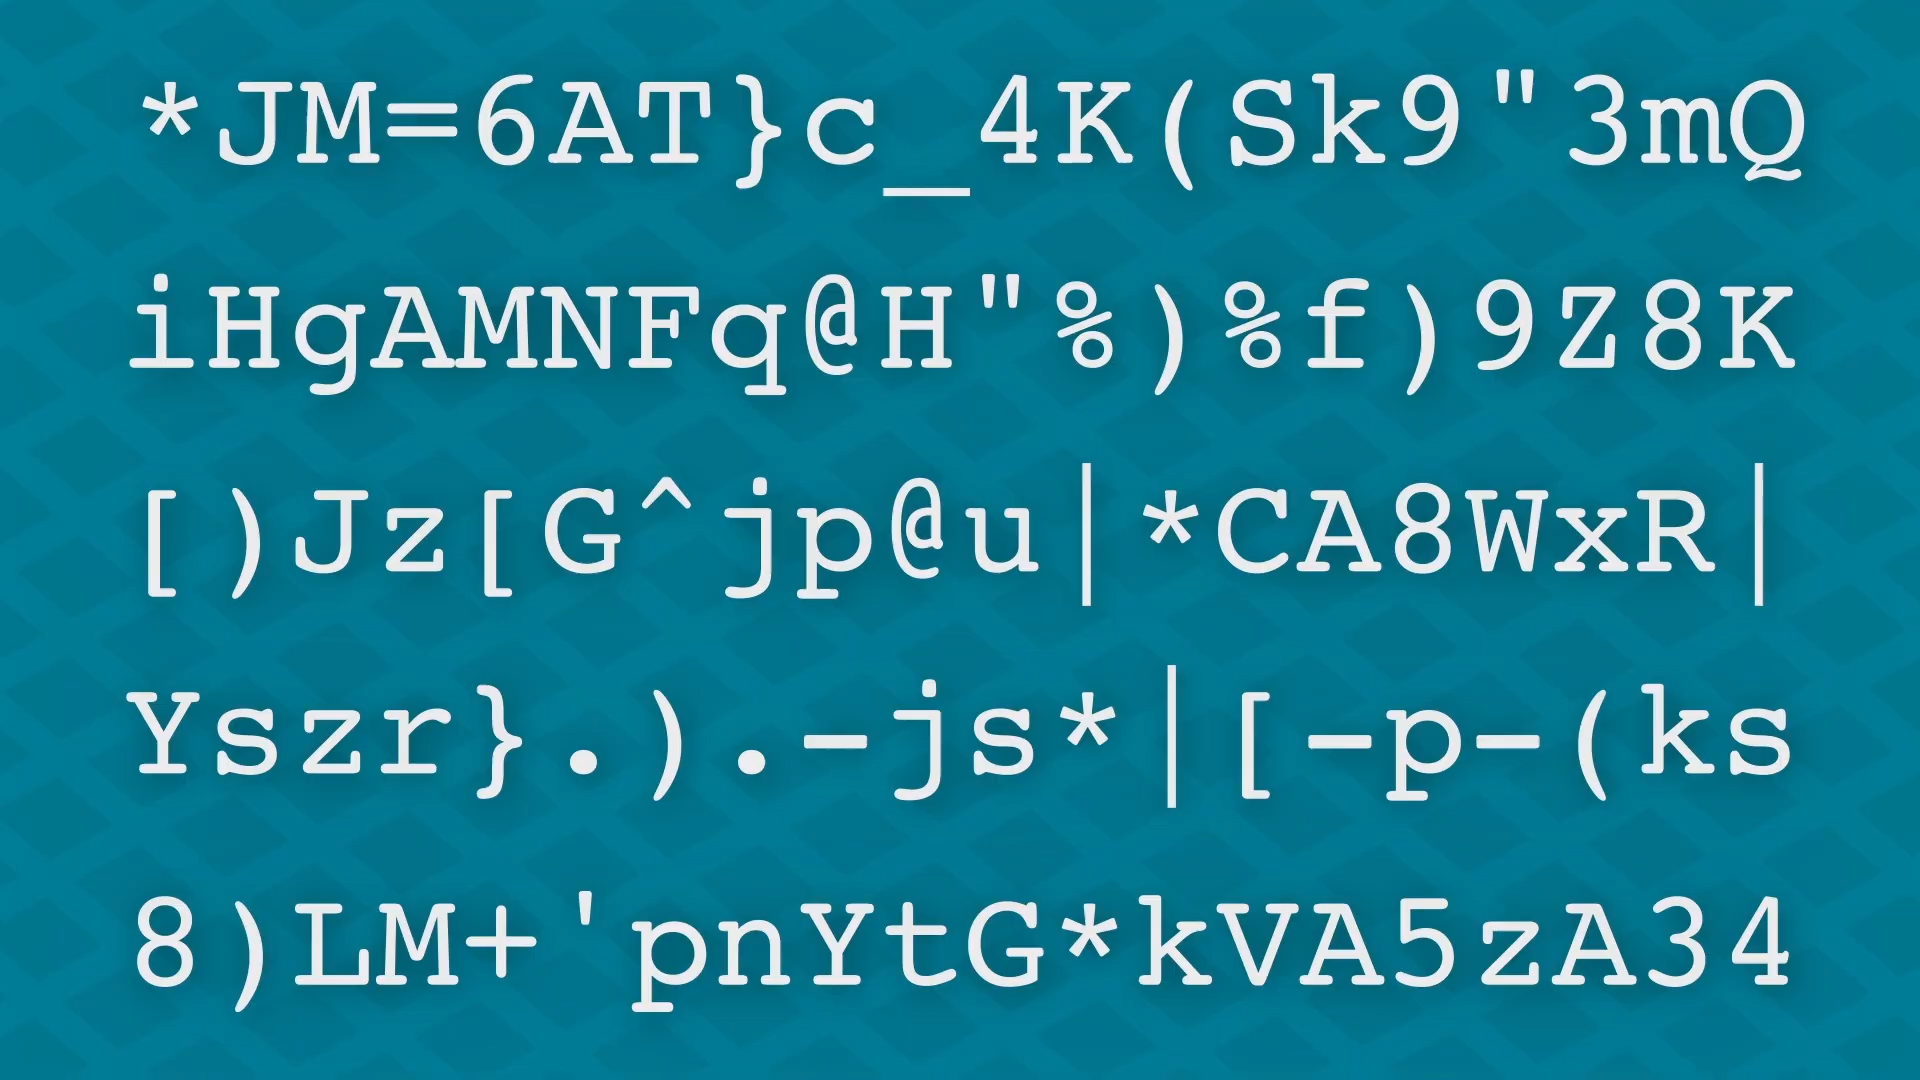 *JM=6AT}c_4K(Sk9"3mQ
iHgAMNFq@H"%)%f)9Z8K
[)Jz[G^jp@u|*CA8WxR|
Yszr}.).-js*|[-p-(ks
8)LM+'pnYtG*kVA5zA34